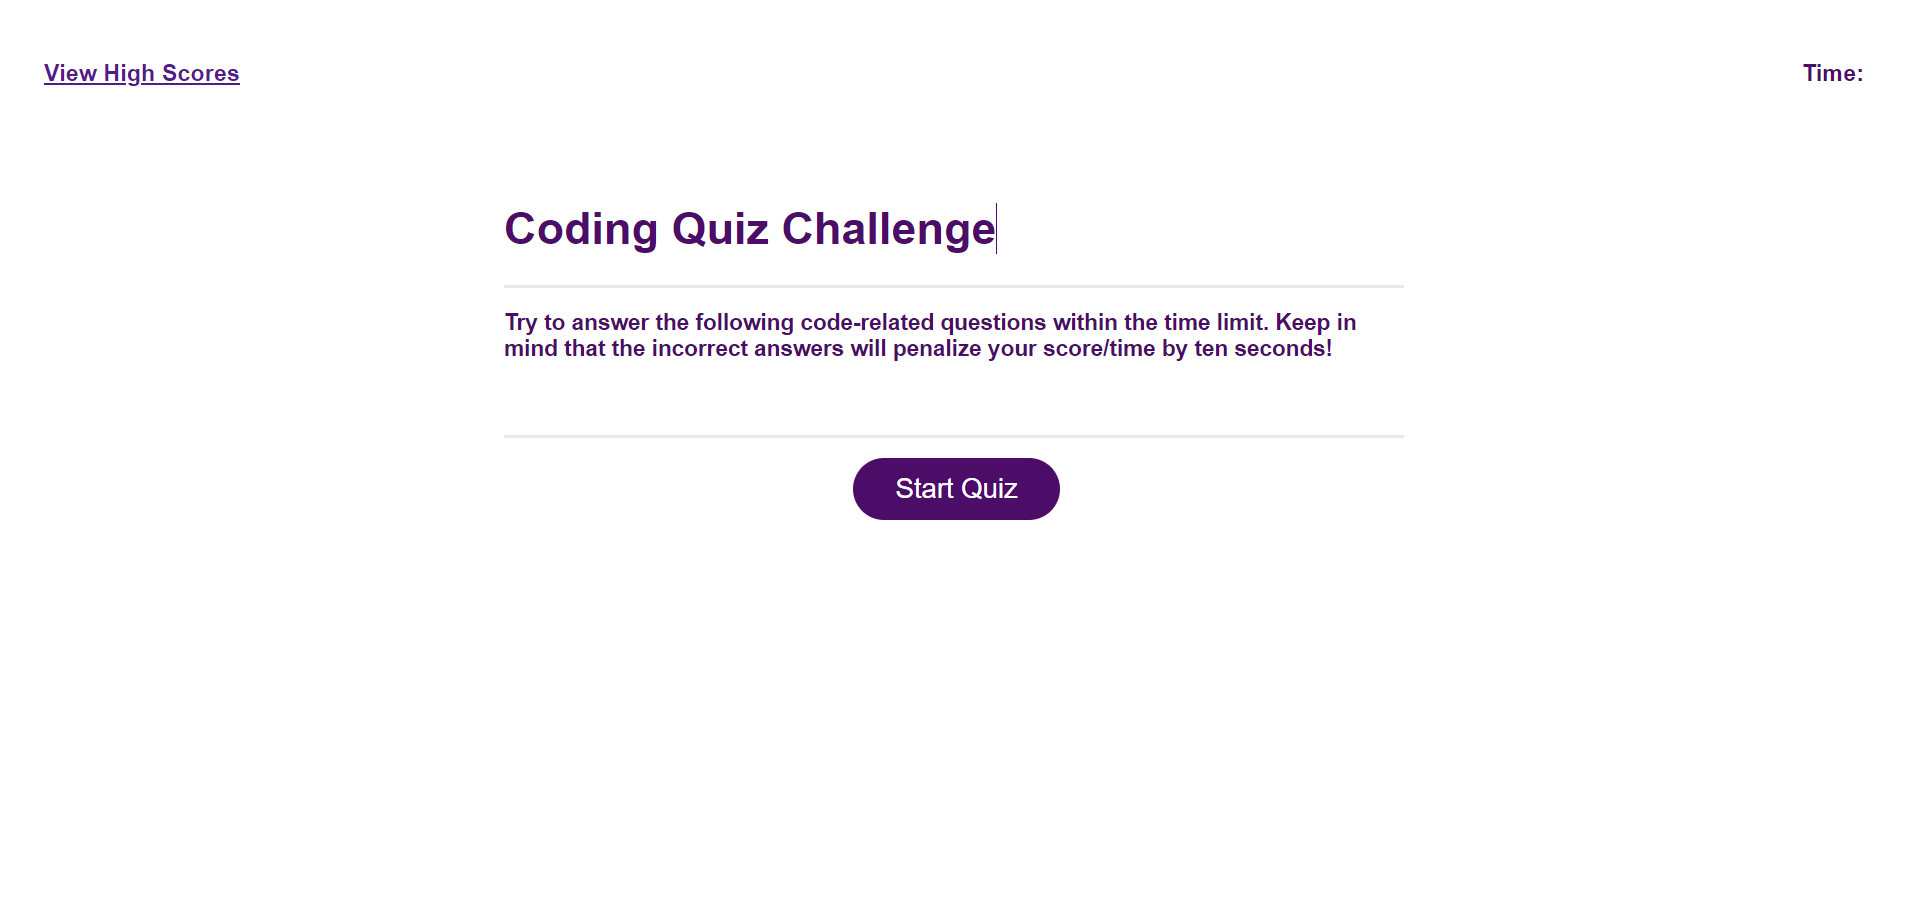 View High Scores
Time:
Coding Quiz Challenge
Try to answer the following code-related questions within the time limit. Keep in
mind that the incorrect answers will penalize your score/time by ten seconds!
Start Quiz